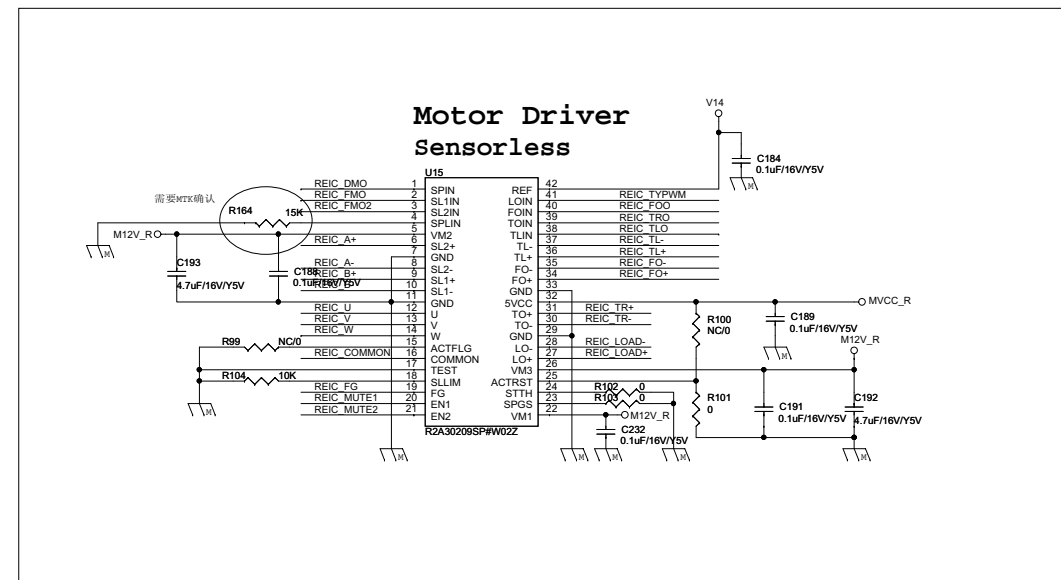 Motor Driver
Sensorless
V14
C184
0.1uF/16V/Y5V
U15
需要MTK确认
R164
15K
M12V_R
C193
4.7uF/16V/Y5V
C188
0.1uF/16V/Y5V
REIC_DMO 1 SPIN
REIC_FMO 2 SL1IN
REIC_FMO2 3 SL2IN
4 SPLIN
5 VM2
REIC_A+ 6 SL2+
7 GND
REIC_A- 8 SL2-
REIC_B+ 9 SL1+
REIC_B- 10 SL1-
11 GND
REIC_U 12 U
REIC_V 13 V
REIC_W 14 W
15 ACTFLG
REIC_COMMON 16 COMMON
17 TEST
18 SLLIM
REIC_FG 19 FG
REIC_MUTE1 20 EN1
REIC_MUTE2 21 EN2
R99
NC/0
R104
10K
REF 42
LOIN 41 REIC_TYPWM
FOIN 40 REIC_FOO
TOIN 39 REIC_TRO
TLIN 38 REIC_TLO
TL- 37 REIC_TL-
TL+ 36 REIC_TL+
FO- 35 REIC_FO-
FO+ 34 REIC_FO+
GND 33
5VCC 32
TO+ 31 REIC_TR+
TO- 30 REIC_TR-
GND 29
LO- 28 REIC_LOAD-
LO+ 27 REIC_LOAD+
VM3 26
ACTRST 25
STTH 24
SPGS 23
VM1 22
R2A30209SP#W02Z
R102 0
R103 0
M12V_R
C232
0.1uF/16V/Y5V
R100
NC/0
R101
0
MVCC_R
C189
0.1uF/16V/Y5V
M12V_R
C191
0.1uF/16V/Y5V
C192
4.7uF/16V/Y5V
M
M
M
M
M
M
M
M